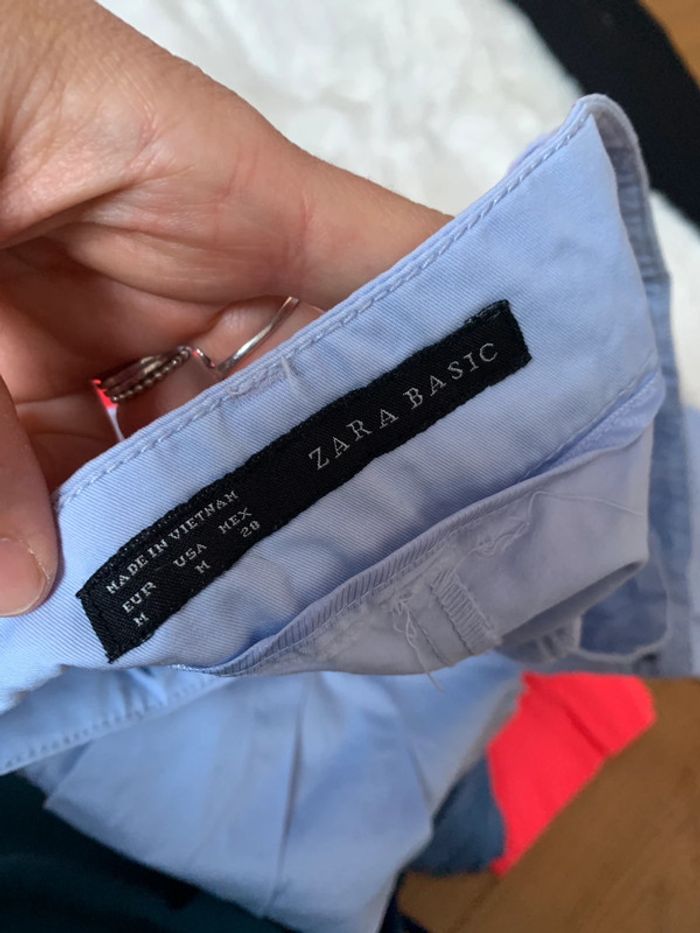 ZARA BASIC
MADE IN VIETNAM
EUR USA MEX
M M 28